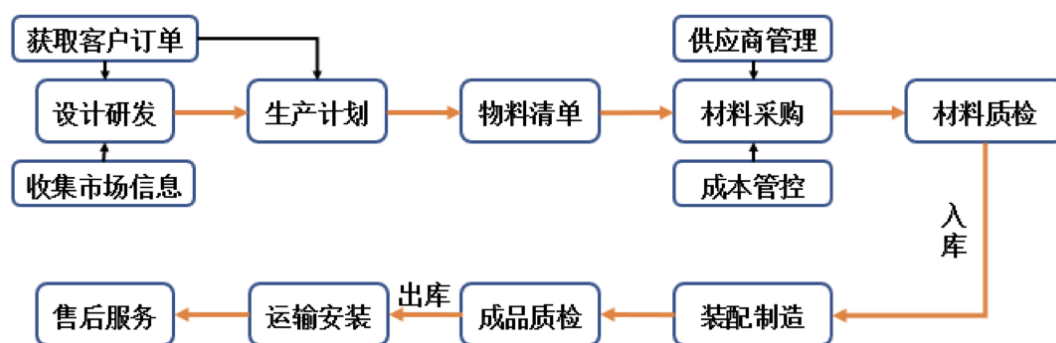 获取客户订单
供应商管理
设计研发
生产计划
物料清单
材料采购
材料质检
收集市场信息
成本管控
入库
出库
售后服务
运输安装
成品质检
装配制造